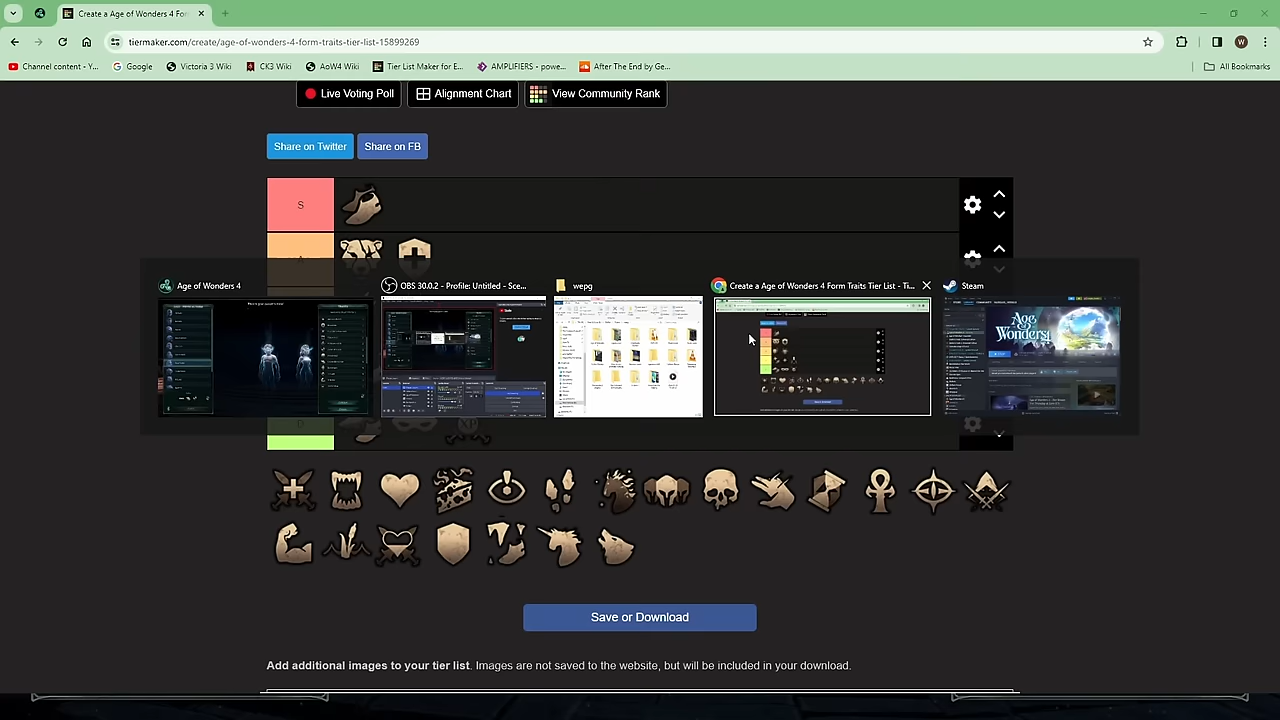 Create a Age of Wonders 4 For
tiermaker.com/create/age-of-wonders-4-form-traits-tier-list-15899269
W
Channel content - Y...
Google
Victoria 3 Wiki
CK3 Wiki
AoW4 Wiki
Tier List Maker for E...
AMPLIFIERS - powe...
After The End by Ge...
All Bookmarks
Live Voting Poll
Alignment Chart
View Community Rank
Share on Twitter
Share on FB
S
Age of Wonders 4
OBS 30.0.2 - Profile: Untitled - Sce...
wepg
Create a Age of Wonders 4 Form Traits Tier List - Ti...
Steam
Age
Wonders
XP
Save or Download
Add additional images to your tier list. Images are not saved to the website, but will be included in your download.